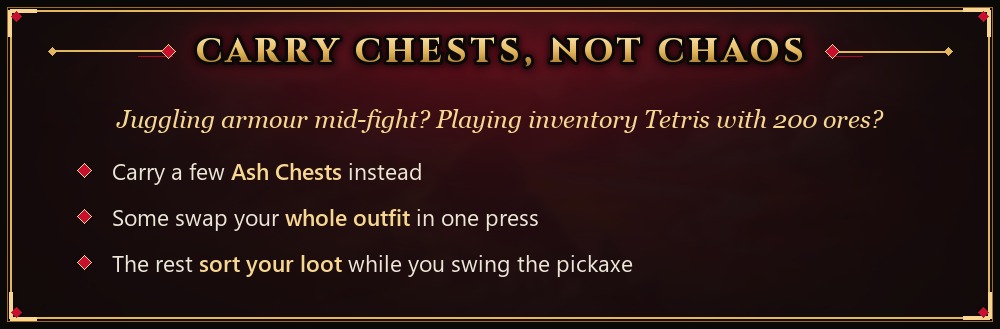 CARRY CHESTS, NOT CHAOS
Juggling armour mid-fight? Playing inventory Tetris with 200 ores?
Carry a few Ash Chests instead
Some swap your whole outfit in one press
The rest sort your loot while you swing the pickaxe